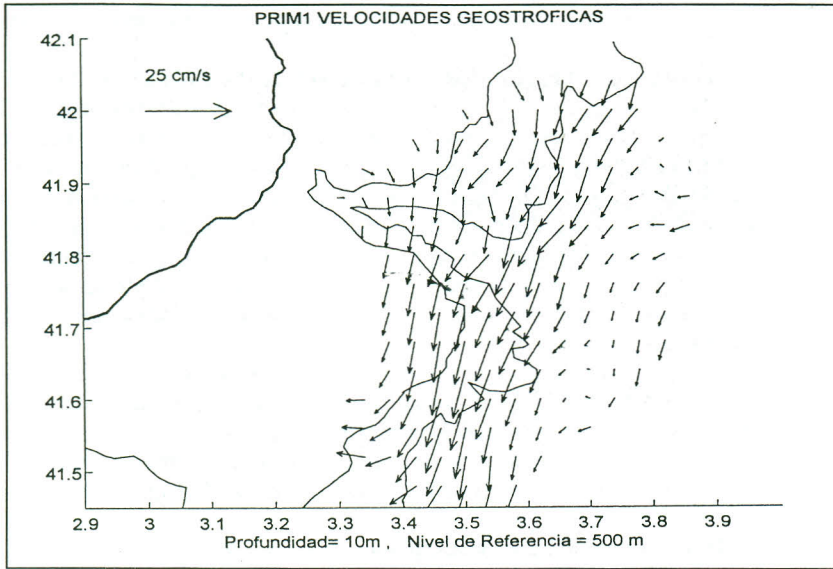 PRIM1 VELOCIDADES GEOSTROFICAS
42.1
25 cm/s
42
41.9
41.8
41.7
41.6
41.5
2.9 3 3.1 3.2 3.3 3.4 3.5 3.6 3.7 3.8 3.9
Profundidad= 10m , Nivel de Referencia = 500 m